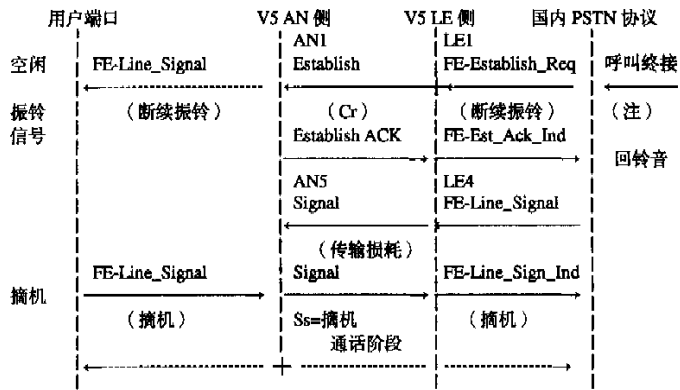 用户端口 V5 AN 侧 V5 LE 侧 国内 PSTN 协议
AN1 LE1
空闲 FE-Line_Signal Establish FE-Establish_Req 呼叫终接
振铃 （断续振铃） （Cr） （断续振铃） （注）
信号 Establish ACK FE-Est_Ack_Ind
回铃音
AN5 LE4
Signal FE-Line_Signal
（传输损耗）
FE-Line_Signal Signal FE-Line_Sign_Ind
摘机
（摘机） Ss=摘机 （摘机）
通话阶段